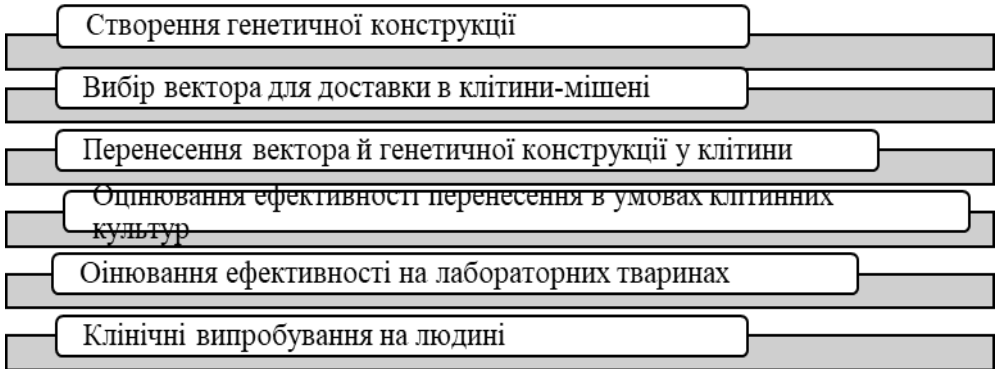 Створення генетичної конструкції
Вибір вектора для доставки в клітини-мішені
Перенесення вектора й генетичної конструкції у клітини
Оцінювання ефективності перенесення в умовах клітинних
культур
Оінювання ефективності на лабораторних тваринах
Клінічні випробування на людині